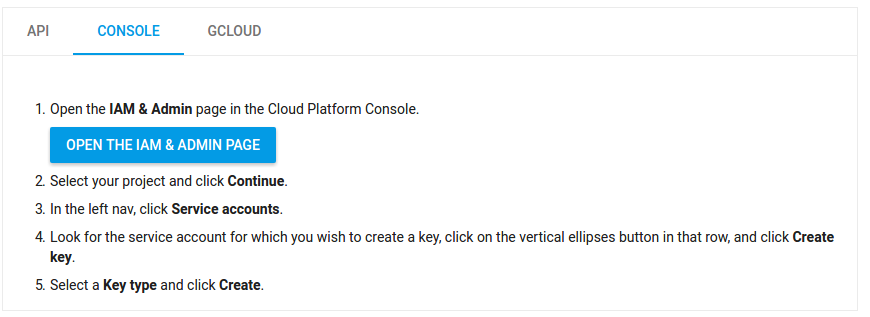 API CONSOLE GCLOUD
1. Open the IAM & Admin page in the Cloud Platform Console.
OPEN THE IAM & ADMIN PAGE
2. Select your project and click Continue.
3. In the left nav, click Service accounts.
4. Look for the service account for which you wish to create a key, click on the vertical ellipses button in that row, and click Create
key.
5. Select a Key type and click Create.